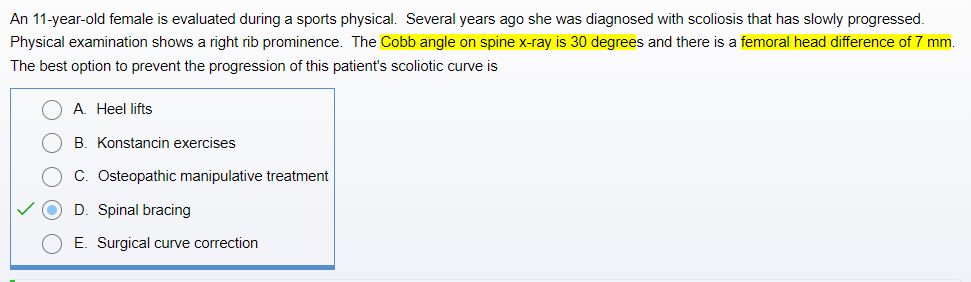 An 11-year-old female is evaluated during a sports physical.  Several years ago she was diagnosed with scoliosis that has slowly progressed.
Physical examination shows a right rib prominence.  The Cobb angle on spine x-ray is 30 degrees and there is a femoral head difference of 7 mm.
The best option to prevent the progression of this patient's scoliotic curve is
A. Heel lifts
B. Konstancin exercises
C. Osteopathic manipulative treatment
D. Spinal bracing
E. Surgical curve correction